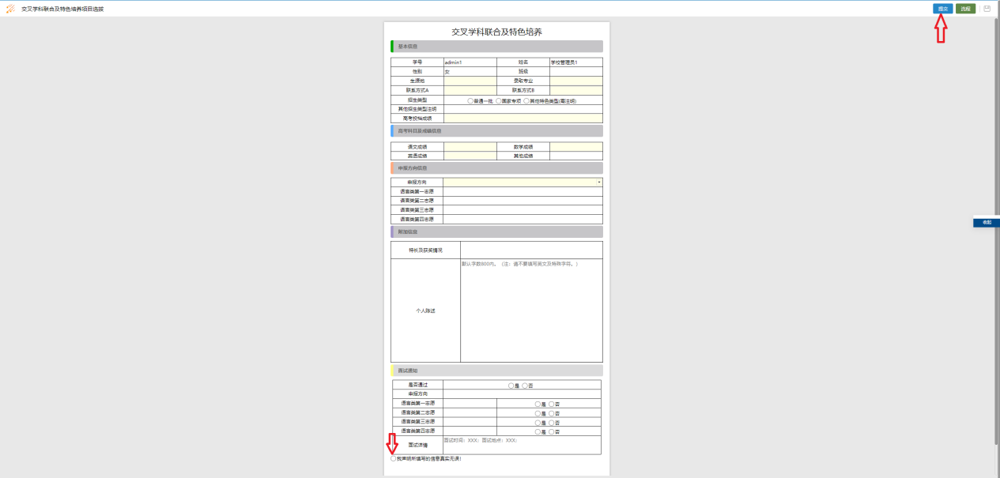 交叉学科联合及特色培养项目选拔 提交 流程
交叉学科联合及特色培养
基本信息
学号 admin1 姓名 学校管理员1
性别 女 班级
生源地 录取专业
联系方式A 联系方式B
招生类型 普通一批 国家专项 其他特色类型(需注明)
其他招生类型注明
高考投档成绩
高考科目及成绩信息
语文成绩 数学成绩
英语成绩 其他成绩
申报方向信息
申报方向
语言类第一志愿
语言类第二志愿
语言类第三志愿
语言类第四志愿
收起
附加信息
特长及获奖情况
默认字数800内。（注：请不要填写英文及特殊字符。）
个人陈述
面试通知
是否通过 是 否
申报方向
语言类第一志愿 是 否
语言类第二志愿 是 否
语言类第三志愿 是 否
语言类第四志愿 是 否
面试时间：XXX；面试地点：XXX；
面试详情
我声明所填写的信息真实无误！